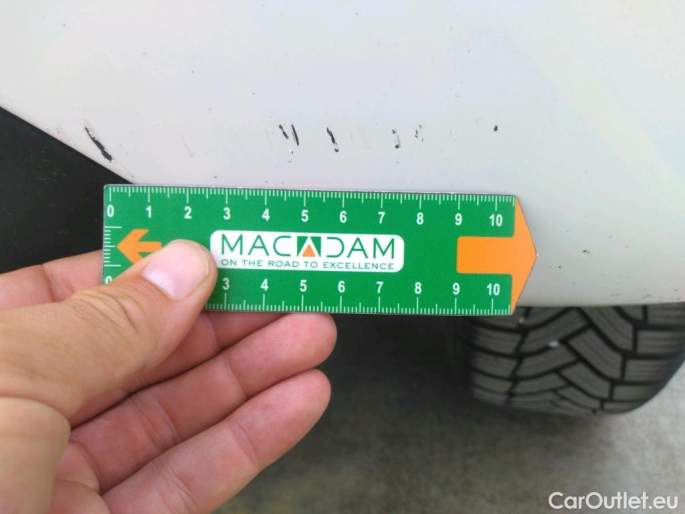 0 1 2 3 4 5 6 7 8 9 10
MACADAM
ON THE ROAD TO EXCELLENCE
0 3 4 5 6 7 8 9 10
CarOutlet.eu